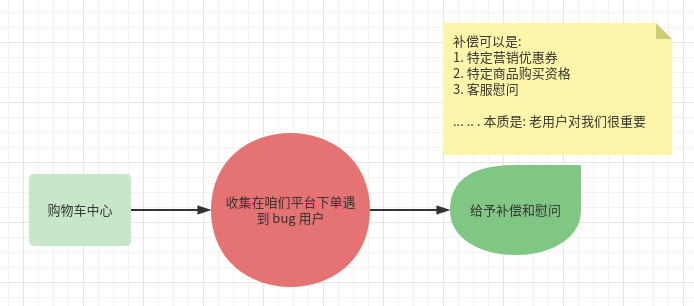 补偿可以是:
1. 特定营销优惠券
2. 特定商品购买资格
3. 客服慰问
... .. . 本质是: 老用户对我们很重要
购物车中心
收集在咱们平台下单遇
到 bug 用户
给予补偿和慰问